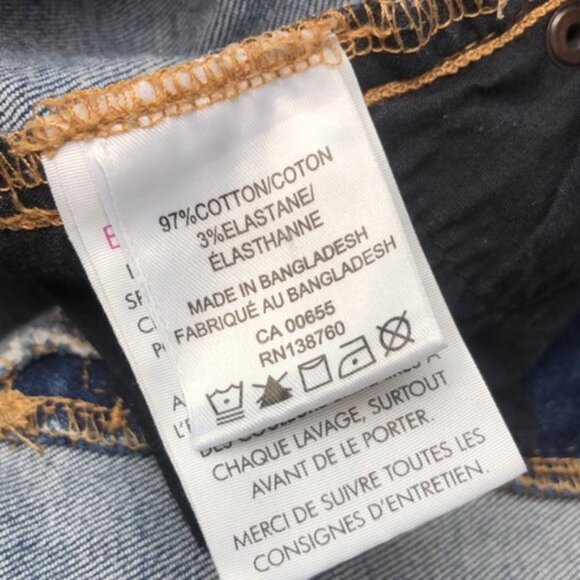 97%COTTON/COTON
3%ELASTANE/
ÉLASTHANNE
MADE IN BANGLADESH
FABRIQUÉ AU BANGLADESH
CA 00655
RN138760
CHAQUE LAVAGE, SURTOUT
AVANT DE LE PORTER.
MERCI DE SUIVRE TOUTES LES
CONSIGNES D'ENTRETIEN.